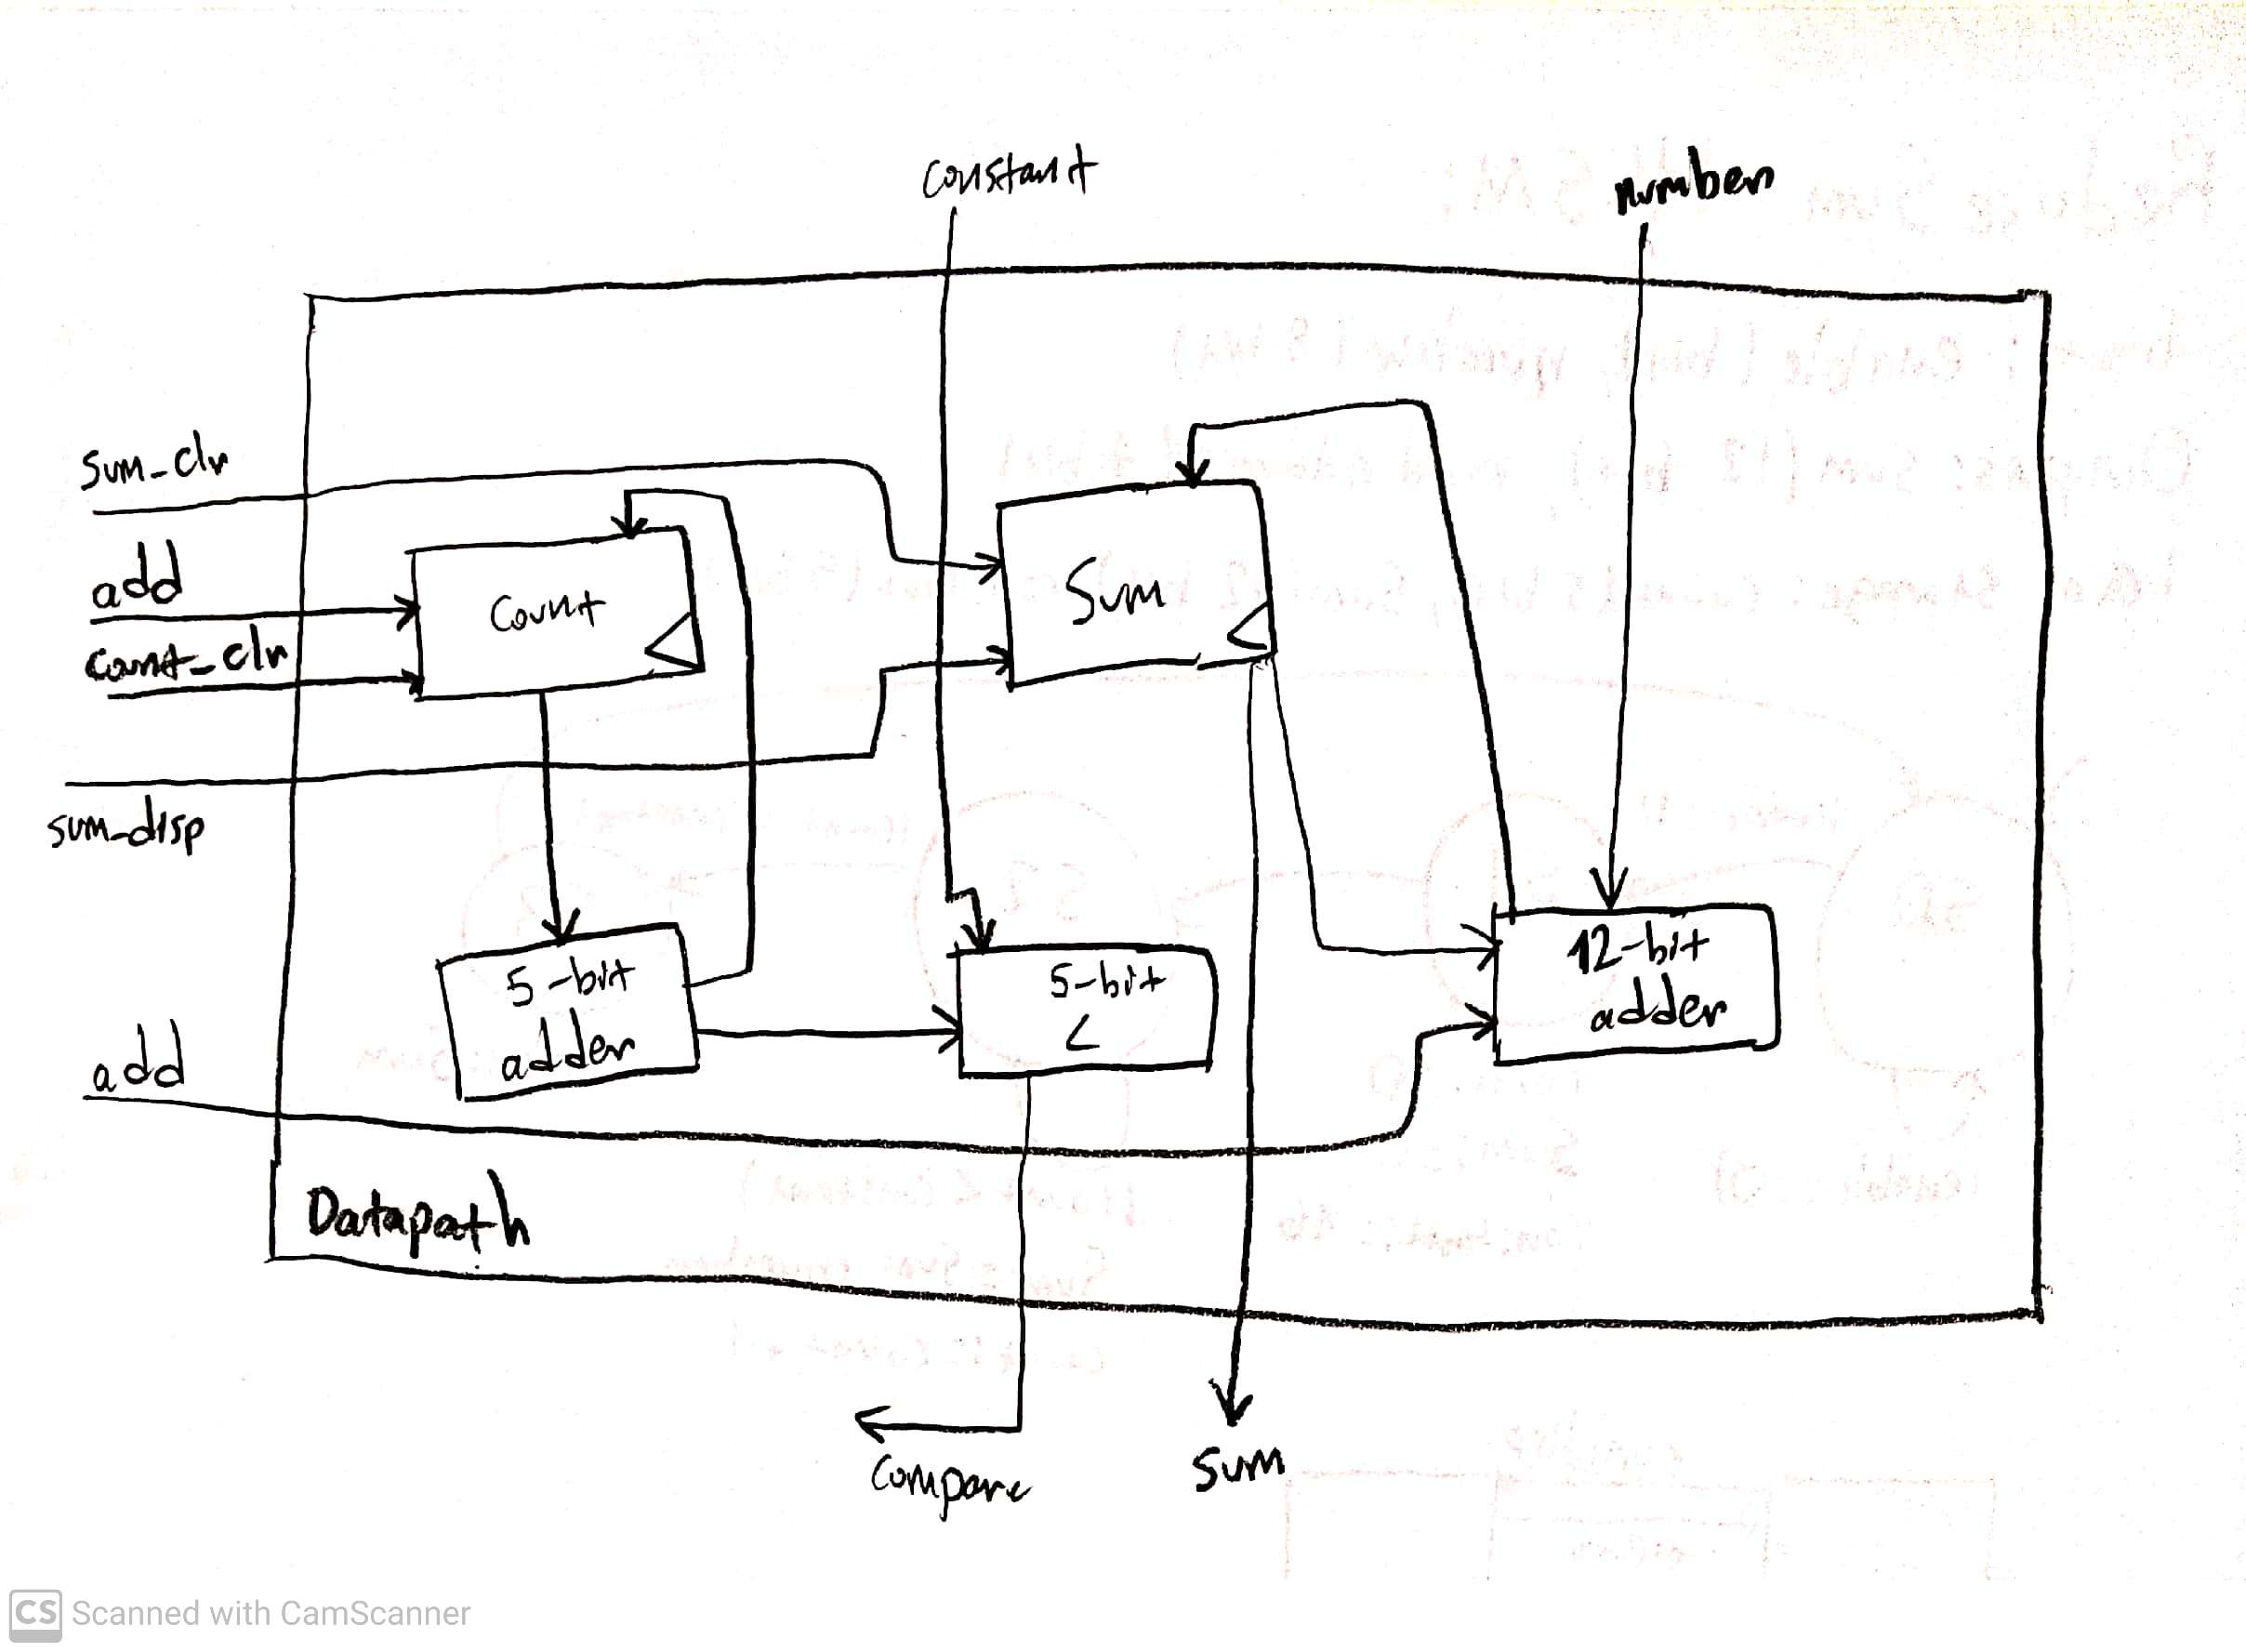 constant
number
sum_clr
add
count_clr
Count
Sum
sum_disp
5-bit
adder
5-bit
<
12-bit
adder
add
Datapath
compare
sum
CS Scanned with CamScanner